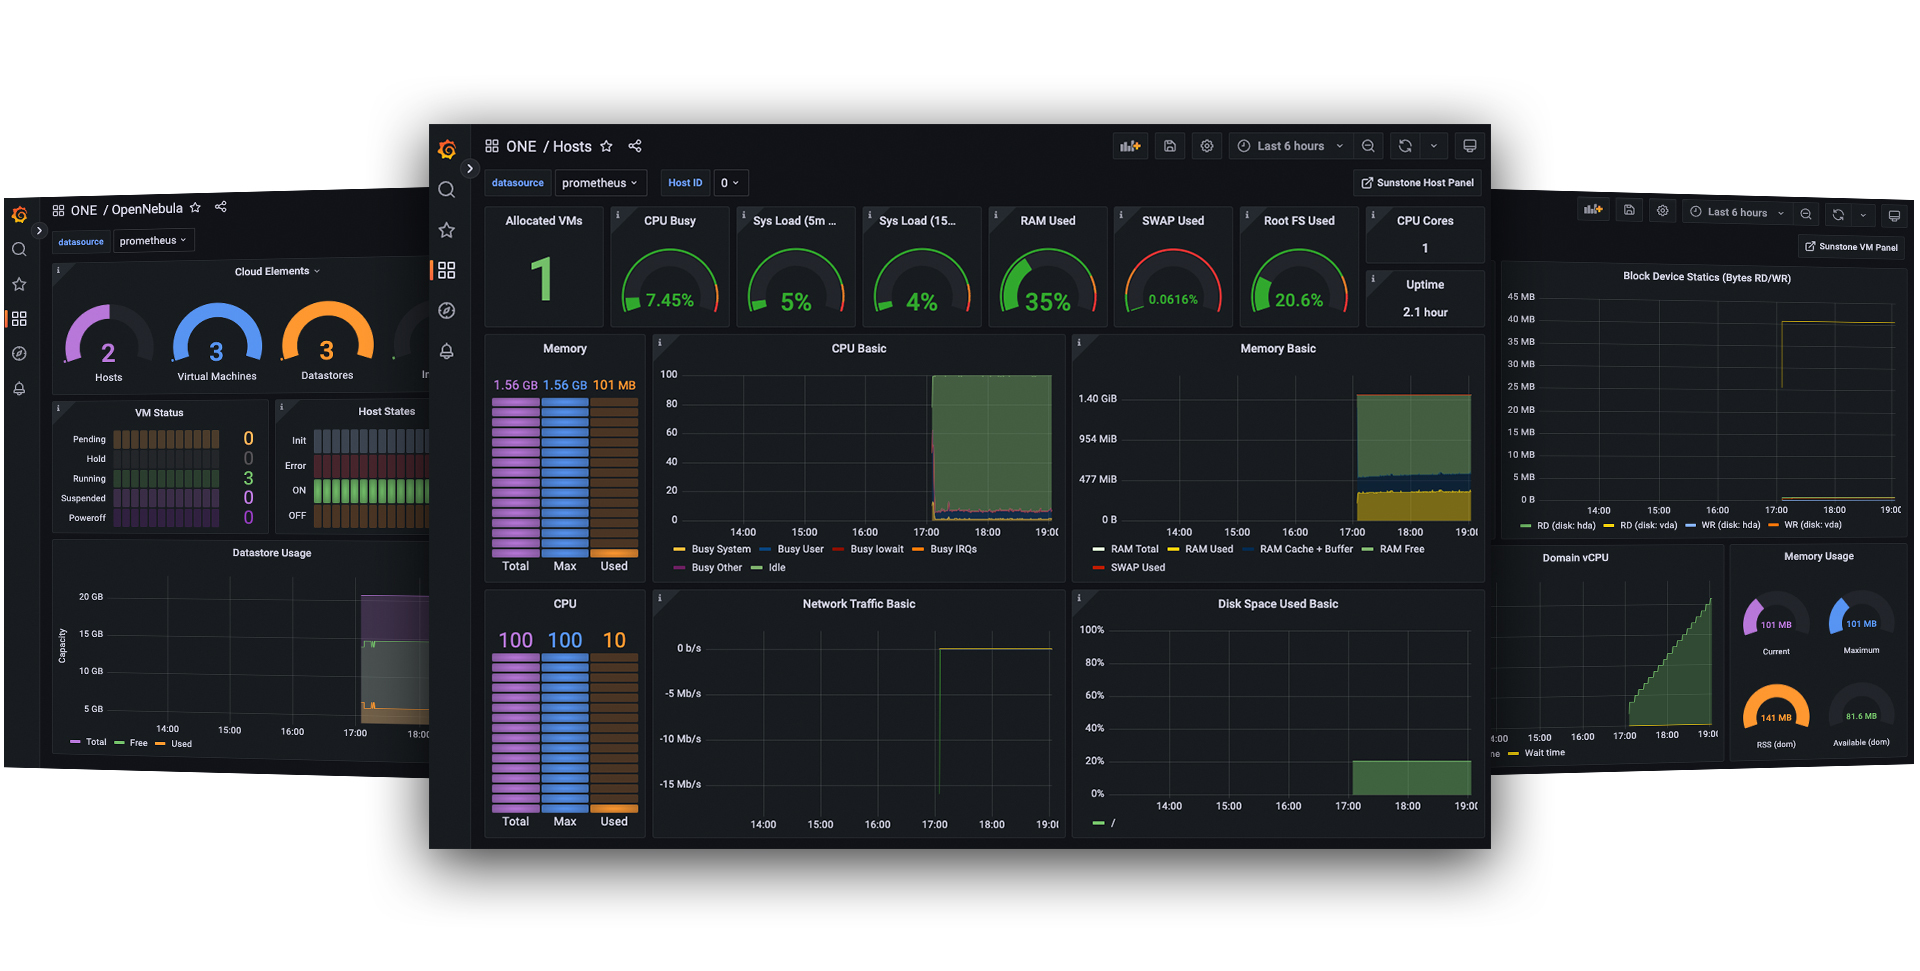 ONE / OpenNebula
datasource
prometheus
Cloud Elements
2
Hosts
3
Virtual Machines
3
Datastores
In
VM Status
Pending
0
Hold
0
Running
3
Suspended
0
Poweroff
0
Host States
Init
Error
ON
OFF
Datastore Usage
Capacity
20 GB
15 GB
10 GB
5 GB
14:00 15:00 16:00 17:00 18:00
Total Free Used
ONE / Hosts
Last 6 hours
datasource
prometheus
Host ID
0
Sunstone Host Panel
Allocated VMs
1
CPU Busy
7.45%
Sys Load (5m ...
5%
Sys Load (15...
4%
RAM Used
35%
SWAP Used
0.0616%
Root FS Used
20.6%
CPU Cores
1
Uptime
2.1 hour
Memory
1.56 GB 1.56 GB 101 MB
Total Max Used
CPU Basic
100
80
60
40
20
0
14:00 15:00 16:00 17:00 18:00 19:00
Busy System Busy User Busy Iowait Busy IRQs
Busy Other Idle
Memory Basic
1.40 GiB
954 MiB
477 MiB
0 B
14:00 15:00 16:00 17:00 18:00 19:00
RAM Total RAM Used RAM Cache + Buffer RAM Free
SWAP Used
CPU
100 100 10
Total Max Used
Network Traffic Basic
0 b/s
-5 Mb/s
-10 Mb/s
-15 Mb/s
14:00 15:00 16:00 17:00 18:00 19:00
Disk Space Used Basic
100%
80%
60%
40%
20%
0%
14:00 15:00 16:00 17:00 18:00 19:00
/
Last 6 hours
Sunstone VM Panel
Block Device Statics (Bytes RD/WR)
45 MB
40 MB
35 MB
30 MB
25 MB
20 MB
15 MB
10 MB
5 MB
0 B
14:00 15:00 16:00 17:00 18:00 19:00
RD (disk: hda) RD (disk: vda) WR (disk: hda) WR (disk: vda)
Domain vCPU
4:00 15:00 16:00 17:00 18:00 19:00
ne Wait time
Memory Usage
101 MB
Current
101 MB
Maximum
141 MB
RSS (dom)
81.6 MB
Available (dom)